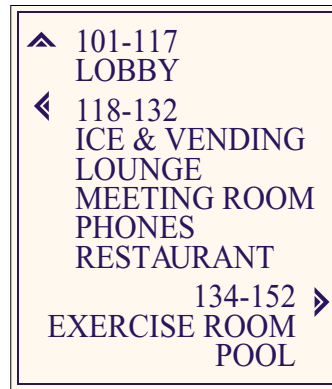 101-117
LOBBY
118-132
ICE & VENDING
LOUNGE
MEETING ROOM
PHONES
RESTAURANT
134-152
EXERCISE ROOM
POOL